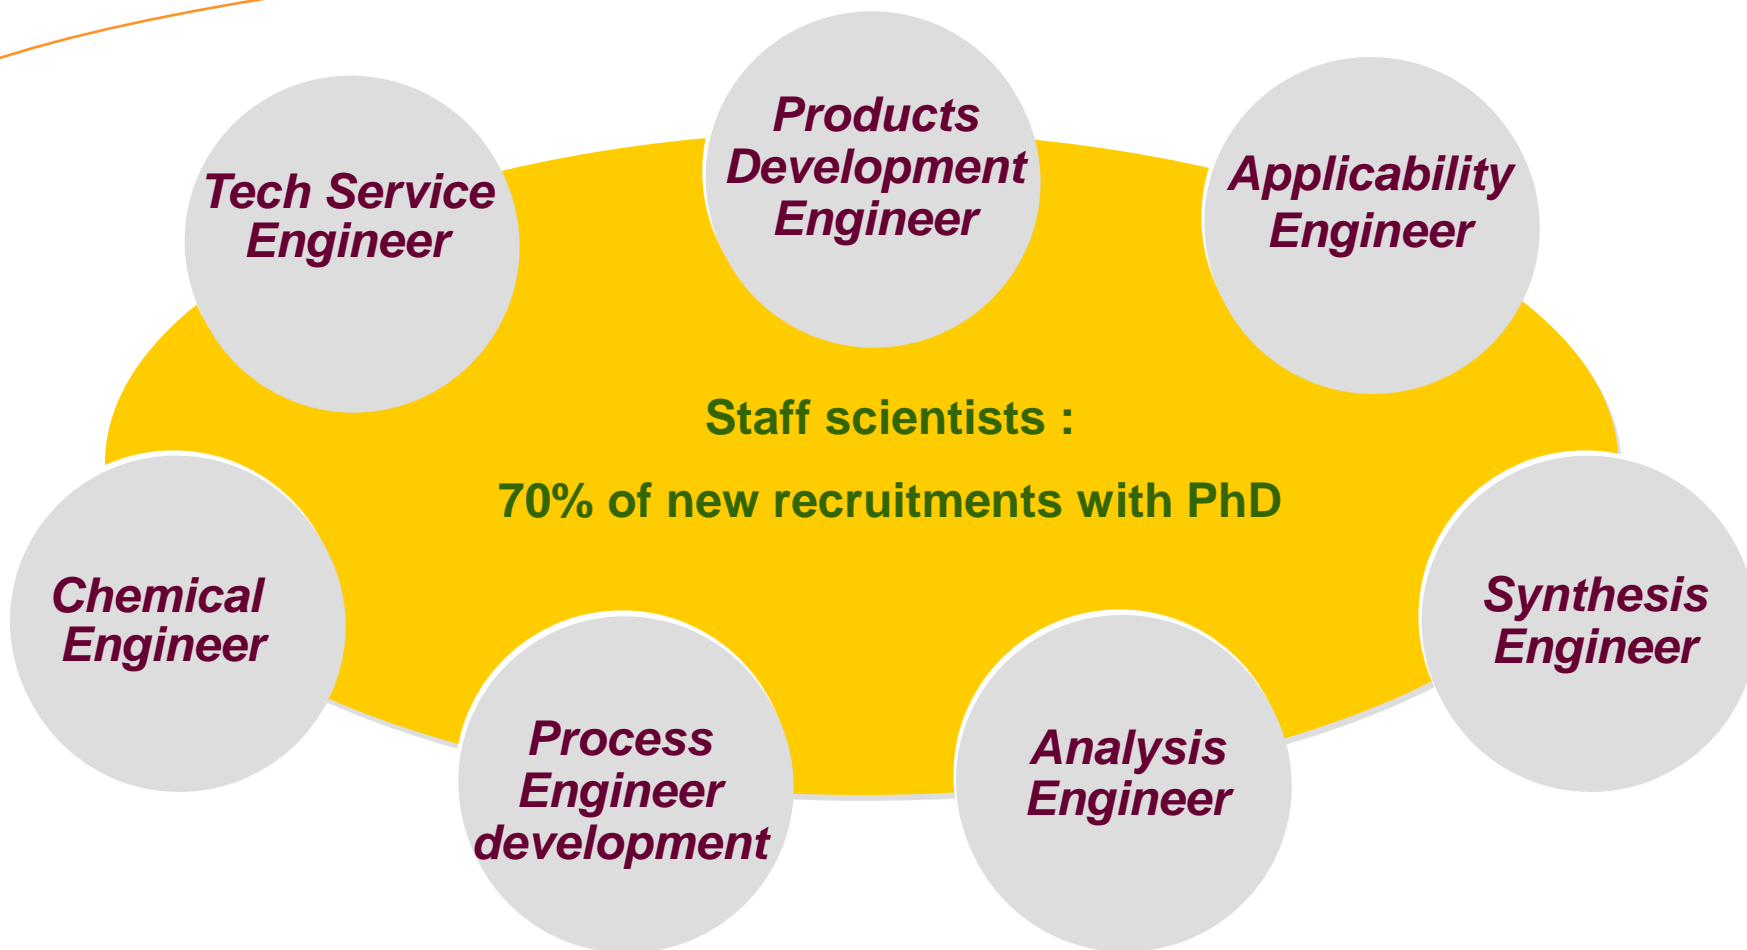 Products
Development
Engineer
Tech Service
Engineer
Applicability
Engineer
Staff scientists :
70% of new recruitments with PhD
Chemical
Engineer
Synthesis
Engineer
Process
Engineer
development
Analysis
Engineer